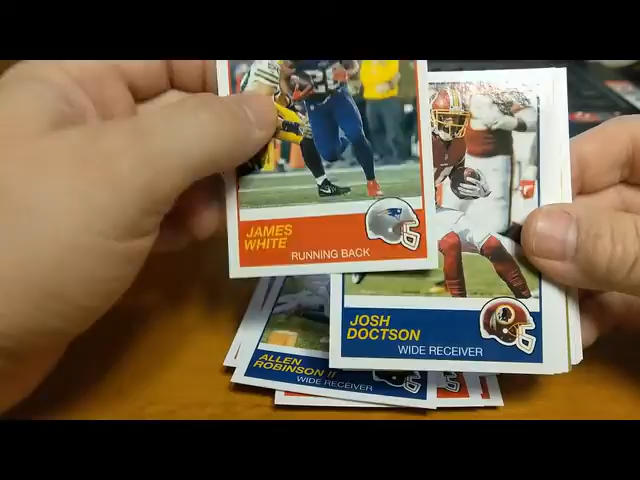 JAMES
WHITE
RUNNING BACK
JOSH
DOCTSON
WIDE RECEIVER
ALLEN
ROBINSON II
WIDE RECEIVER